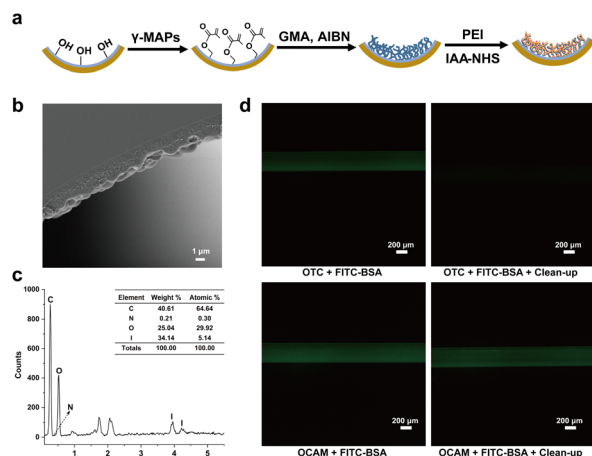 a
OH
OH
OH
γ-MAPs
O
O
O
O
O
O
GMA, AIBN
PEI
IAA-NHS
b
1 μm
c
1000
800
600
400
200
0
Counts
C
O
N
I
I
1
2
3
4
5
Element Weight % Atomic %
C 40.61 64.64
N 0.21 0.30
O 25.04 29.92
I 34.14 5.14
Totals 100.00 100.00
d
200 μm
OTC + FITC-BSA
200 μm
OTC + FITC-BSA + Clean-up
200 μm
OCAM + FITC-BSA
200 μm
OCAM + FITC-BSA + Clean-up